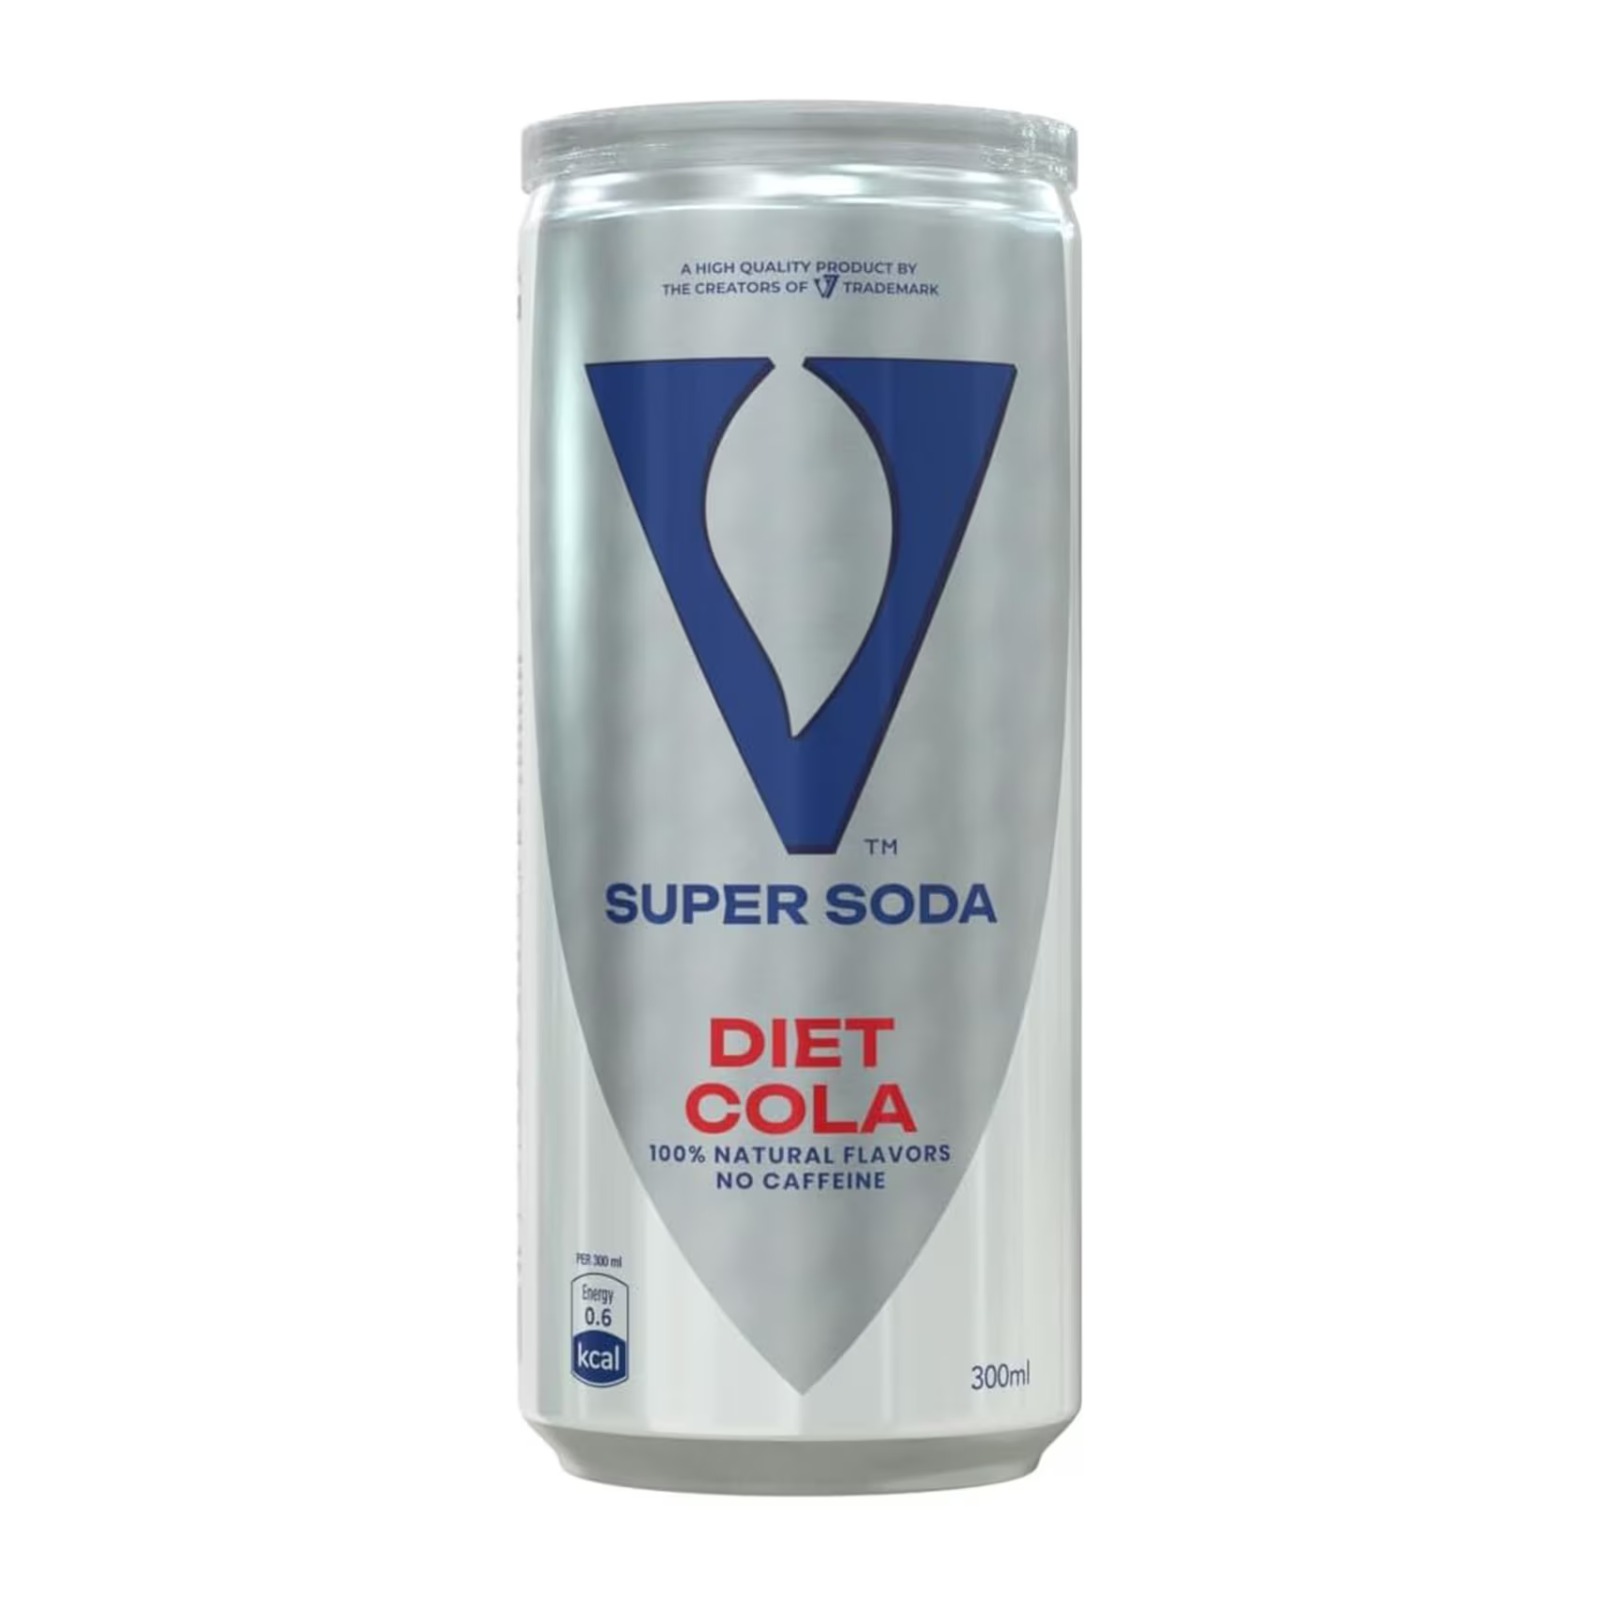 A HIGH QUALITY PRODUCT BY
THE CREATORS OF V TRADEMARK
V
TM
SUPER SODA
DIET
COLA
100% NATURAL FLAVORS
NO CAFFEINE
PER 300 ml
Energy
0.6
kcal
300ml